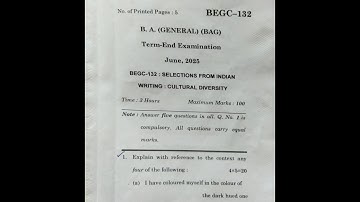 No. of Printed Pages : 5 BEGC–132
B. A. (GENERAL) (BAG)
Term-End Examination
June, 2025
BEGC-132 : SELECTIONS FROM INDIAN
WRITING : CULTURAL DIVERSITY
Time : 3 Hours Maximum Marks : 100
Note : Answer five questions in all. Q. No. 1 is
compulsory. All questions carry equal
marks.
1. Explain with reference to the context any
four of the following : 4×5=20
(a) I have coloured myself in the colour of
the dark hued one